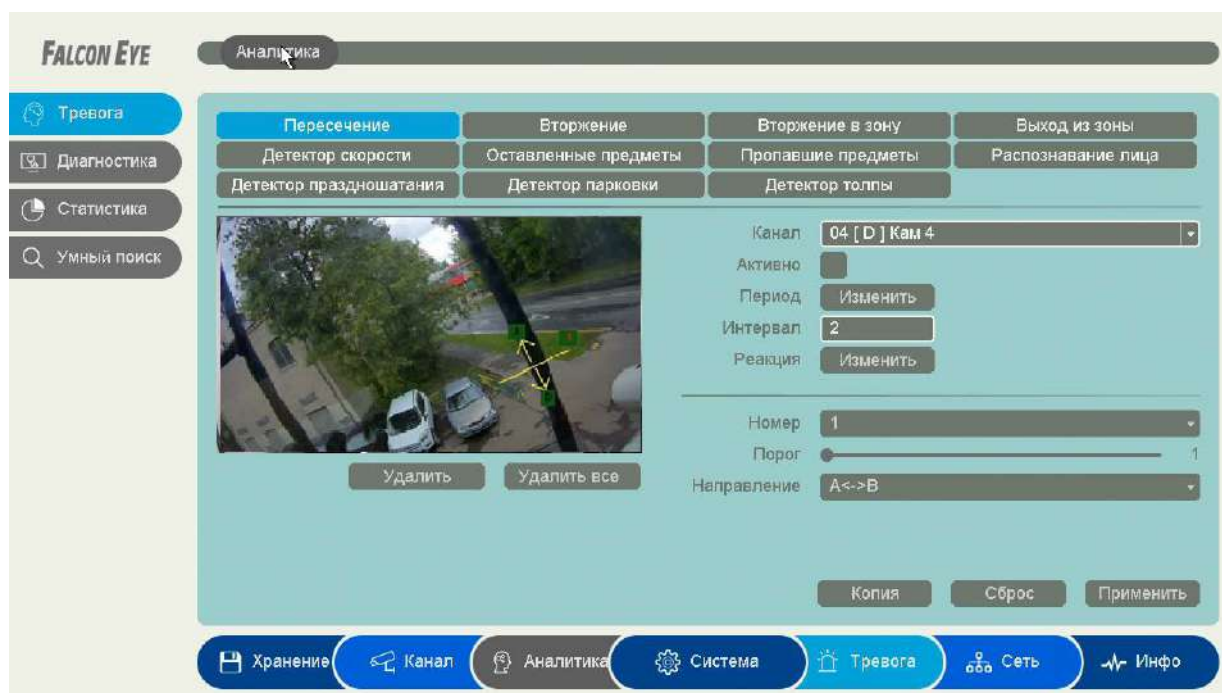 FALCON EYE
Аналитика
Тревога
Диагностика
Статистика
Умный поиск
Пересечение Вторжение Вторжение в зону Выход из зоны
Детектор скорости Оставленные предметы Пропавшие предметы Распознавание лица
Детектор праздношатания Детектор парковки Детектор толпы
Канал 04 [ D ] Кам 4
Активно
Период Изменить
Интервал 2
Реакция Изменить
Номер 1
Порог 1
Направление A<->B
Удалить Удалить все
Копия Сброс Применить
Хранение Канал Аналитика Система Тревога Сеть Инфо